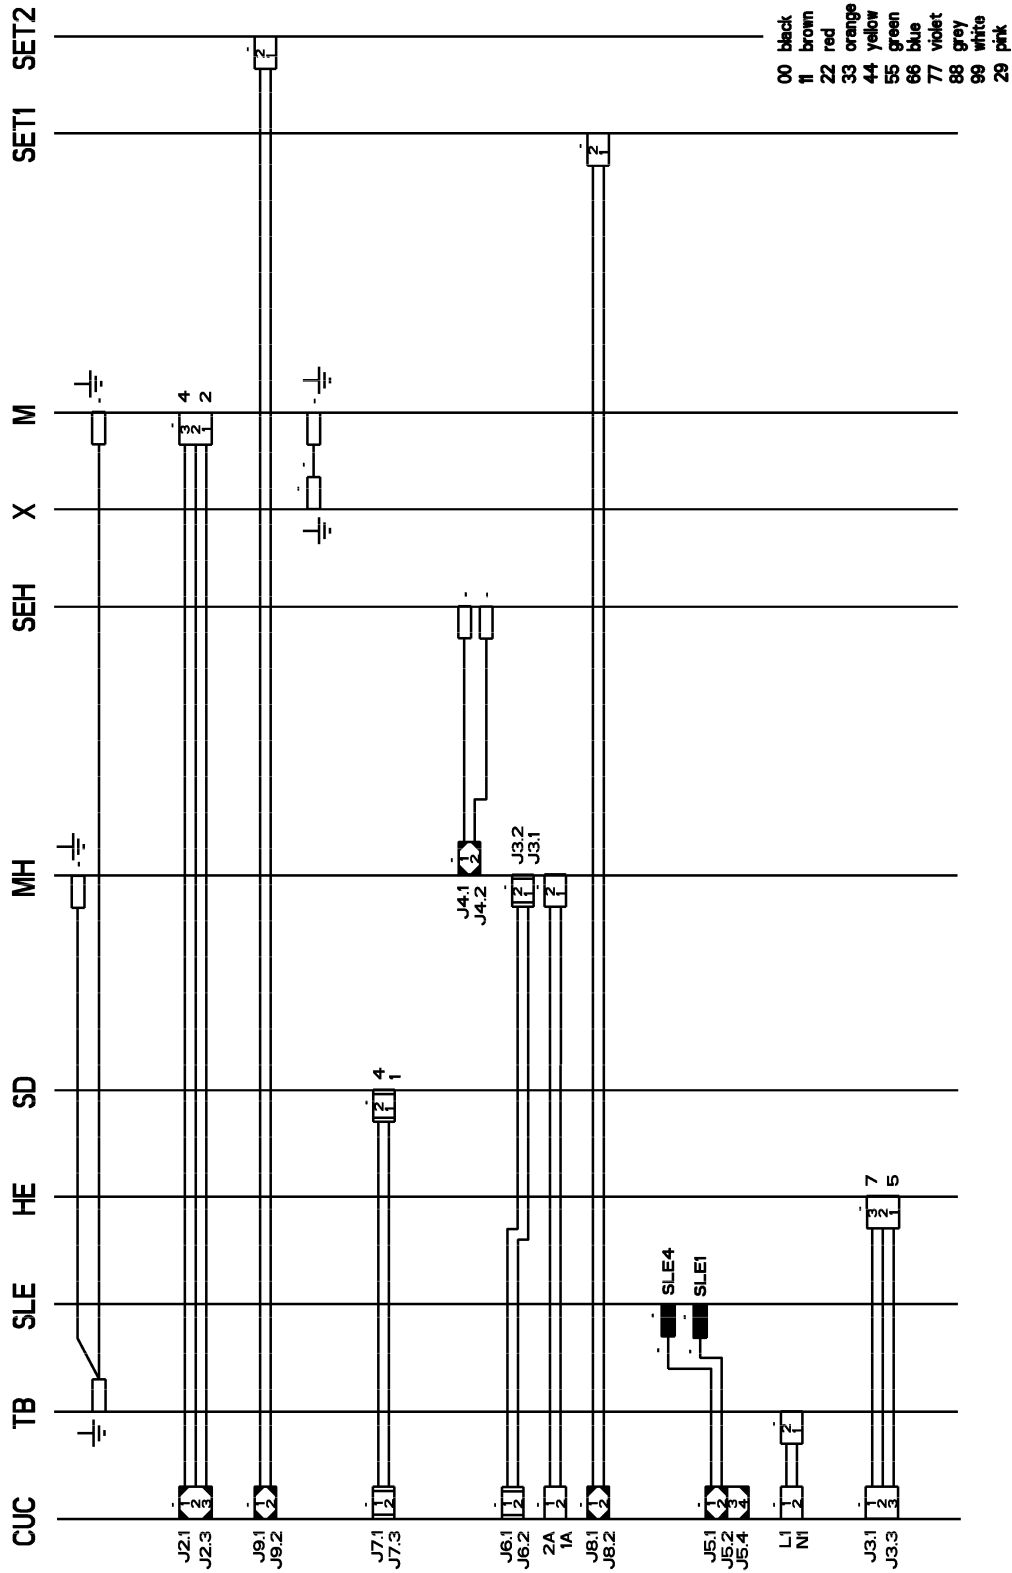 CUC TB SLE HE SD MH SEH X M SET1 SET2
4
3 2 1
2
J2.1
1 2 3
J2.3
2 1
J9.1
1 2
J9.2
4
2 1
1
J7.1
1 2
J7.3
J4.1
1 2
J4.2
J3.2
2 1
J3.1
J6.1
1 2
J6.2
2 1
2A
1 2
1A
2 1
J8.1
1 2
J8.2
SLE4
SLE1
J5.1
1 2
J5.2
3 4
J5.4
2 1
L1
1 2
N1
7
3 2 1
5
J3.1
1 2 3
J3.3
00 black
11 brown
22 red
33 orange
44 yellow
55 green
66 blue
77 violet
88 grey
99 white
29 pink